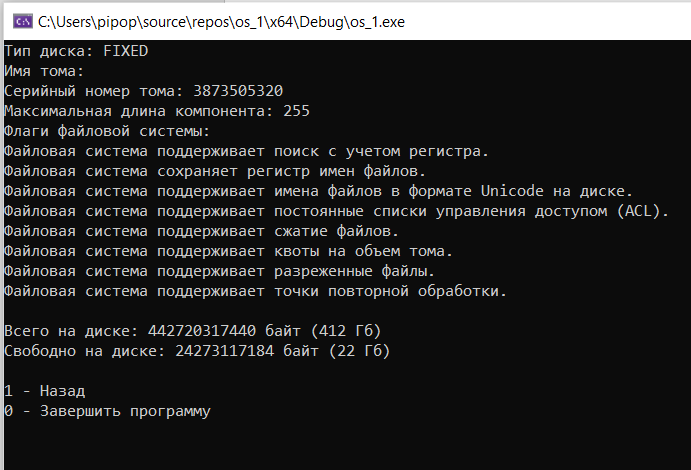 C:\Users\pipop\source\repos\os_1\x64\Debug\os_1.exe
Тип диска: FIXED
Имя тома:
Серийный номер тома: 3873505320
Максимальная длина компонента: 255
Флаги файловой системы:
Файловая система поддерживает поиск с учетом регистра.
Файловая система сохраняет регистр имен файлов.
Файловая система поддерживает имена файлов в формате Unicode на диске.
Файловая система поддерживает постоянные списки управления доступом (ACL).
Файловая система поддерживает сжатие файлов.
Файловая система поддерживает квоты на объем тома.
Файловая система поддерживает разреженные файлы.
Файловая система поддерживает точки повторной обработки.
Всего на диске: 442720317440 байт (412 Гб)
Свободно на диске: 24273117184 байт (22 Гб)
1 - Назад
0 - Завершить программу